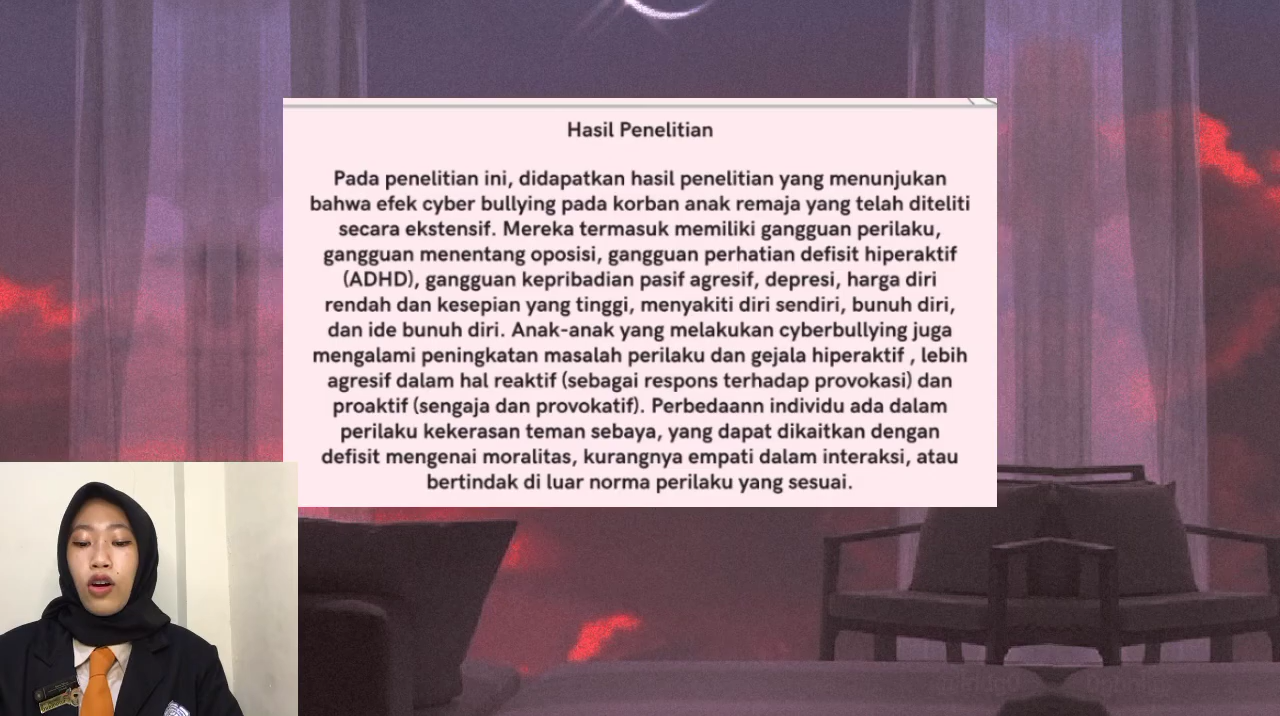 Hasil Penelitian
Pada penelitian ini, didapatkan hasil penelitian yang menunjukan
bahwa efek cyber bullying pada korban anak remaja yang telah diteliti
secara ekstensif. Mereka termasuk memiliki gangguan perilaku,
gangguan menentang oposisi, gangguan perhatian defisit hiperaktif
(ADHD), gangguan kepribadian pasif agresif, depresi, harga diri
rendah dan kesepian yang tinggi, menyakiti diri sendiri, bunuh diri,
dan ide bunuh diri. Anak-anak yang melakukan cyberbullying juga
mengalami peningkatan masalah perilaku dan gejala hiperaktif , lebih
agresif dalam hal reaktif (sebagai respons terhadap provokasi) dan
proaktif (sengaja dan provokatif). Perbedaann individu ada dalam
perilaku kekerasan teman sebaya, yang dapat dikaitkan dengan
defisit mengenai moralitas, kurangnya empati dalam interaksi, atau
bertindak di luar norma perilaku yang sesuai.